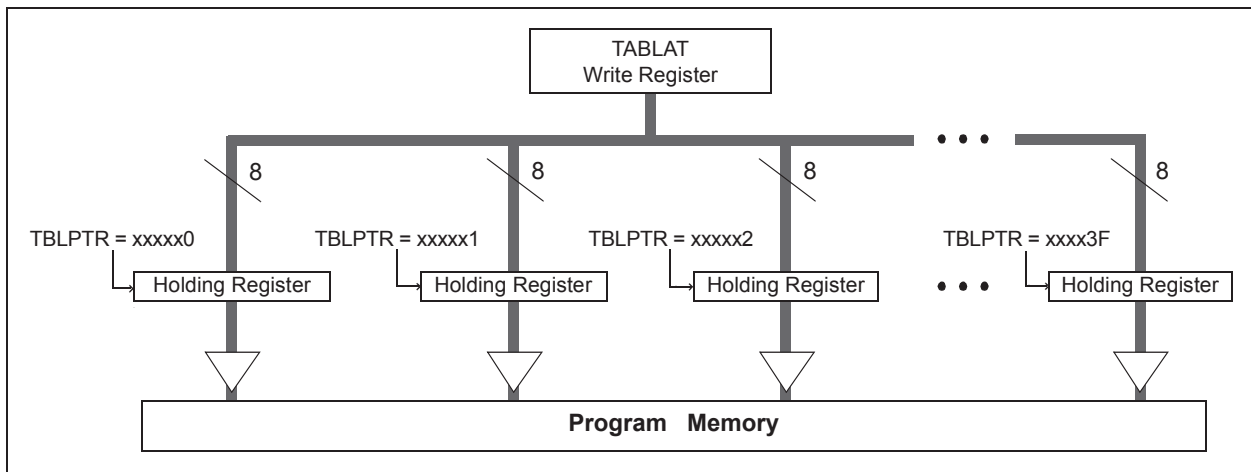 TABLAT
Write Register
8 8 8 8
TBLPTR = xxxxx0 TBLPTR = xxxxx1 TBLPTR = xxxxx2 TBLPTR = xxxx3F
Holding Register Holding Register Holding Register Holding Register
Program Memory